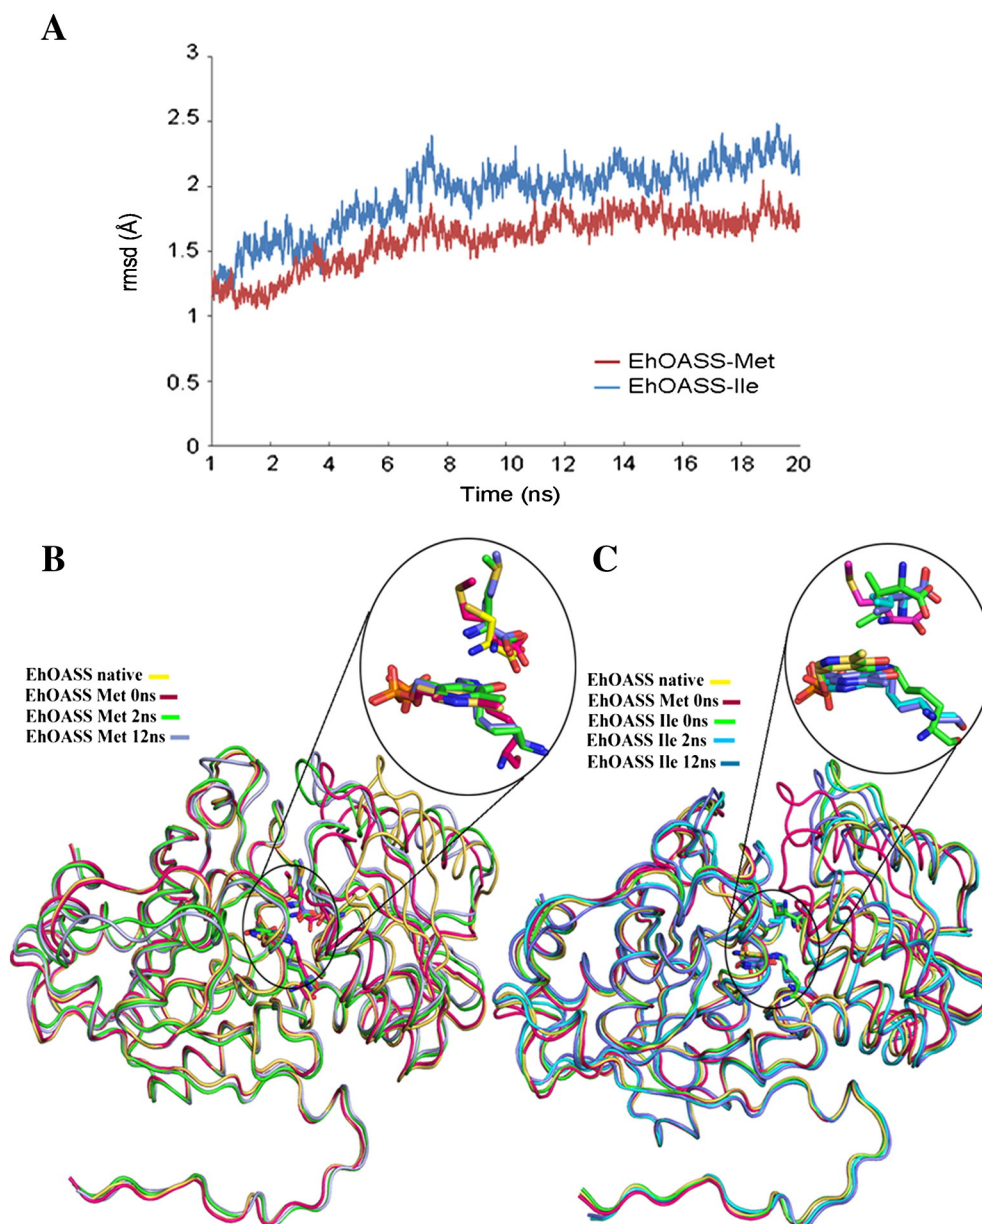 A
3
2.5
2
1.5
1
0.5
0
rmsd (Å)
1 2 4 6 8 10 12 14 16 18 20
Time (ns)
EhOASS-Met
EhOASS-Ile
B
EhOASS native
EhOASS Met 0ns
EhOASS Met 2ns
EhOASS Met 12ns
C
EhOASS native
EhOASS Met 0ns
EhOASS Ile 0ns
EhOASS Ile 2ns
EhOASS Ile 12ns